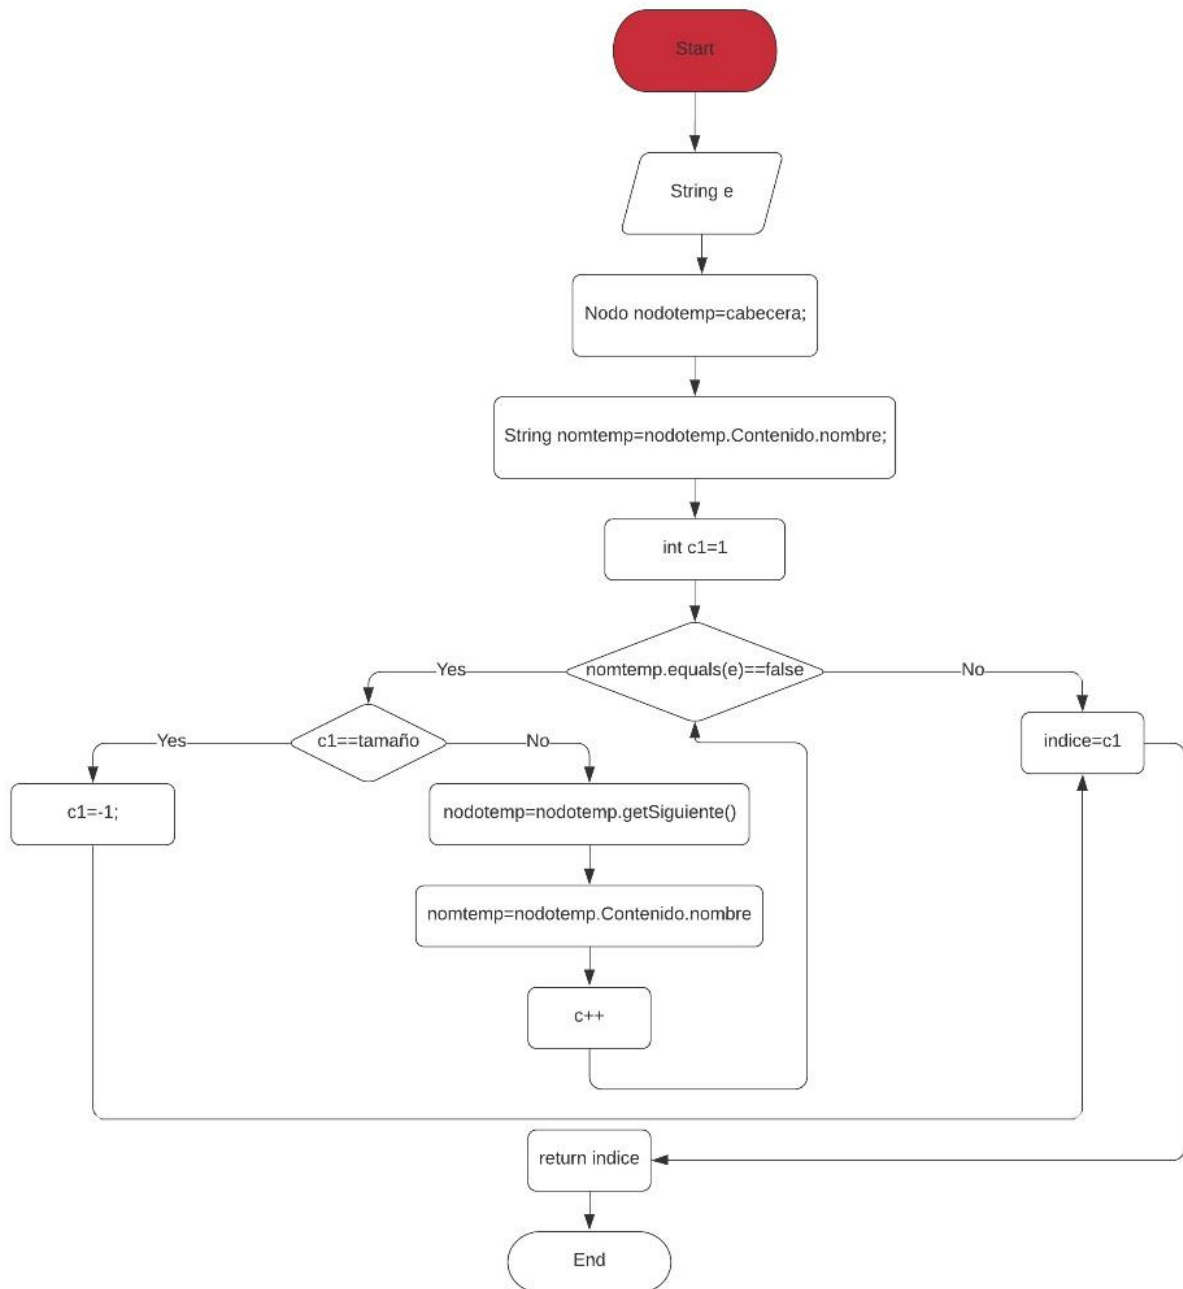 Start
String e
Nodo nodotemp=cabecera;
String nomtemp=nodotemp.Contenido.nombre;
int c1=1
nomtemp.equals(e)==false
Yes
No
c1==tamaño
Yes
No
indice=c1
c1=-1;
nodotemp=nodotemp.getSiguiente()
nomtemp=nodotemp.Contenido.nombre
c++
return indice
End